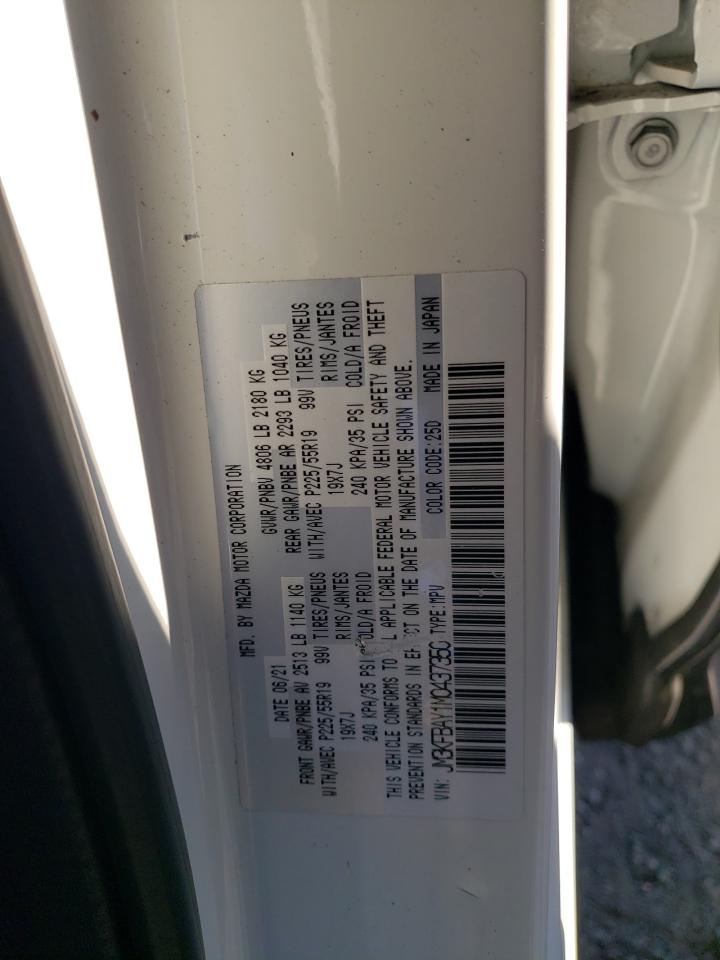 MFD. BY MAZDA MOTOR CORPORATION
DATE 06/21 GVWR/PNBV 4806 LB 2180 KG
FRONT GAWR/PNBE AV 2513 LB 1140 KG REAR GAWR/PNBE AR 2293 LB 1040 KG
WITH/AVEC P225/55R19 99V TIRES/PNEUS WITH/AVEC P225/55R19 99V TIRES/PNEUS
19X7J RIMS/JANTES 19X7J RIMS/JANTES
240 KPA/35 PSI COLD/A FROID 240 KPA/35 PSI COLD/A FROID
THIS VEHICLE CONFORMS TO APPLICABLE FEDERAL MOTOR VEHICLE SAFETY AND THEFT
PREVENTION STANDARDS IN EFFECT ON THE DATE OF MANUFACTURE SHOWN ABOVE.
VIN: JM3KFBAY1M0437350 TYPE:MPV COLOR CODE:25D MADE IN JAPAN